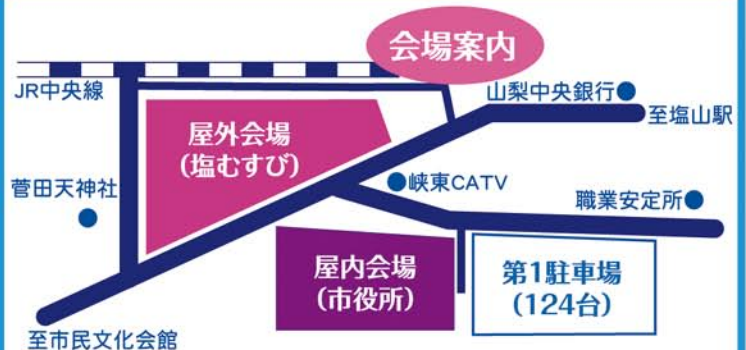 会場案内
JR中央線
山梨中央銀行
至塩山駅
屋外会場
(塩むすび)
菅田天神社
峡東CATV
職業安定所
屋内会場
(市役所)
第1駐車場
(124台)
至市民文化会館